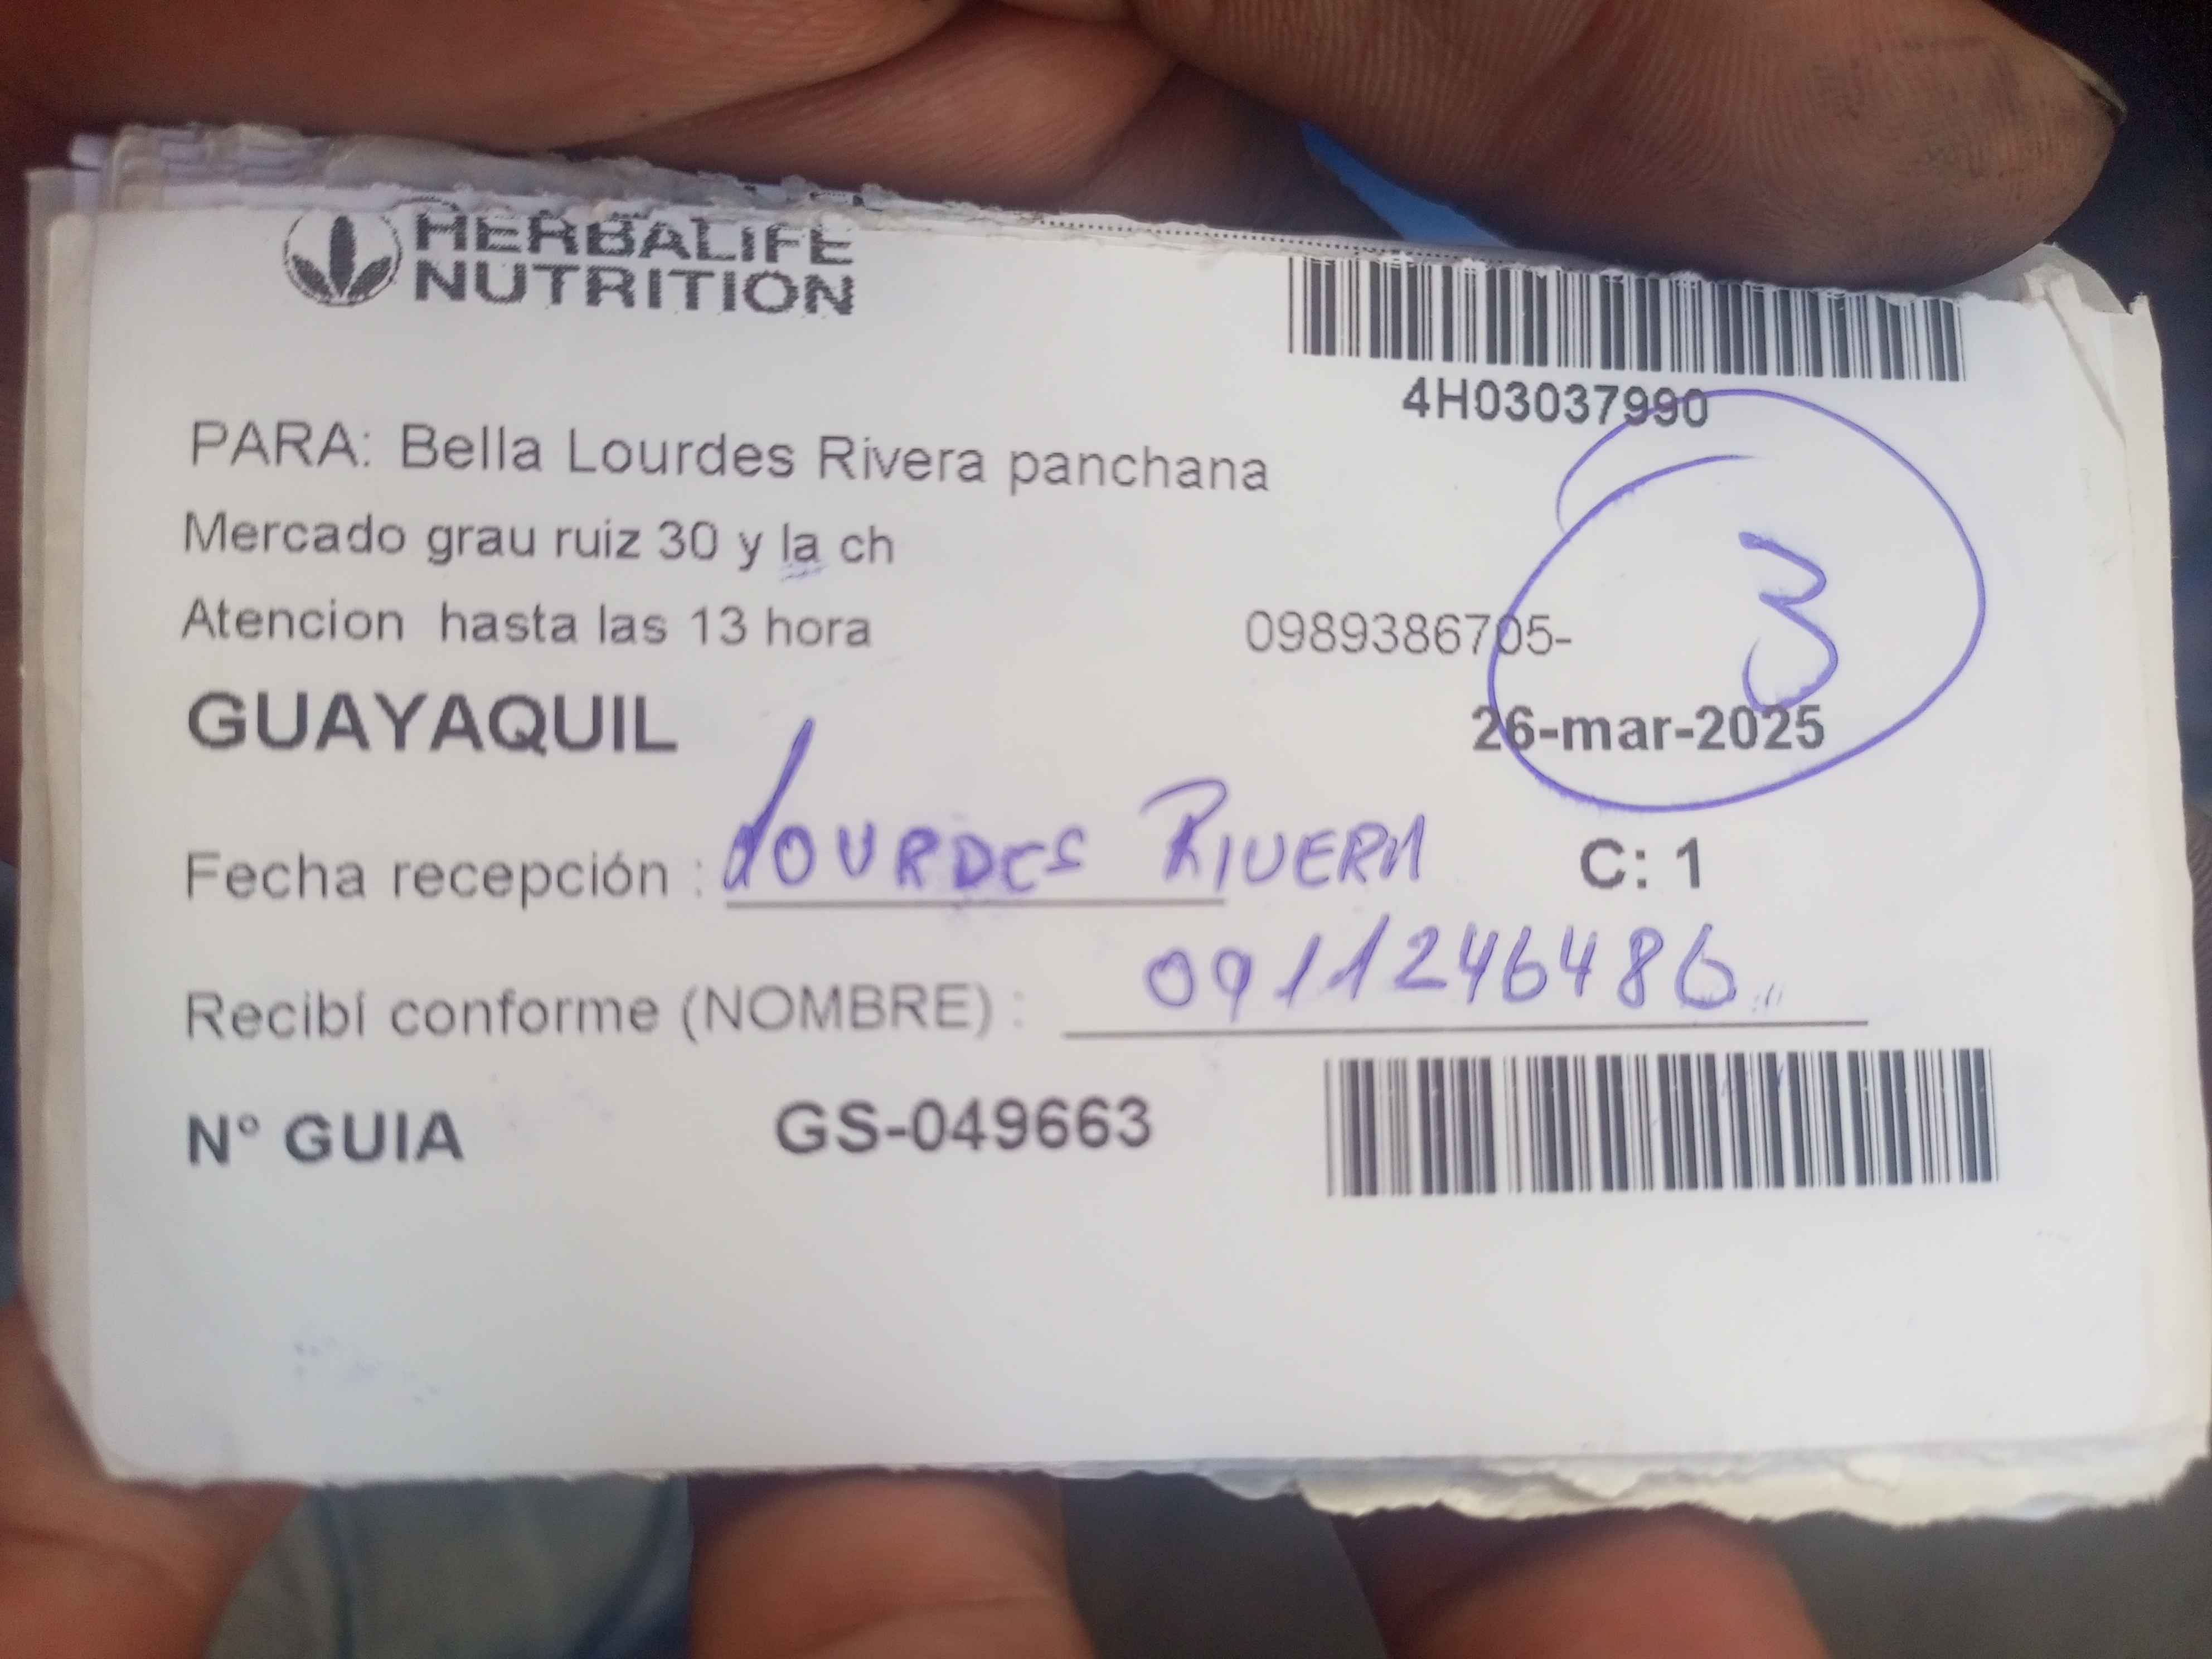 HERBALIFE
NUTRITION
4H03037990
PARA: Bella Lourdes Rivera panchana
Mercado grau ruiz 30 y la ch
Atencion hasta las 13 hora 0989386705-
3
GUAYAQUIL 26-mar-2025
Fecha recepción : LOURDES RIVERA C: 1
Recibí conforme (NOMBRE) : 0911246486
N° GUIA GS-049663